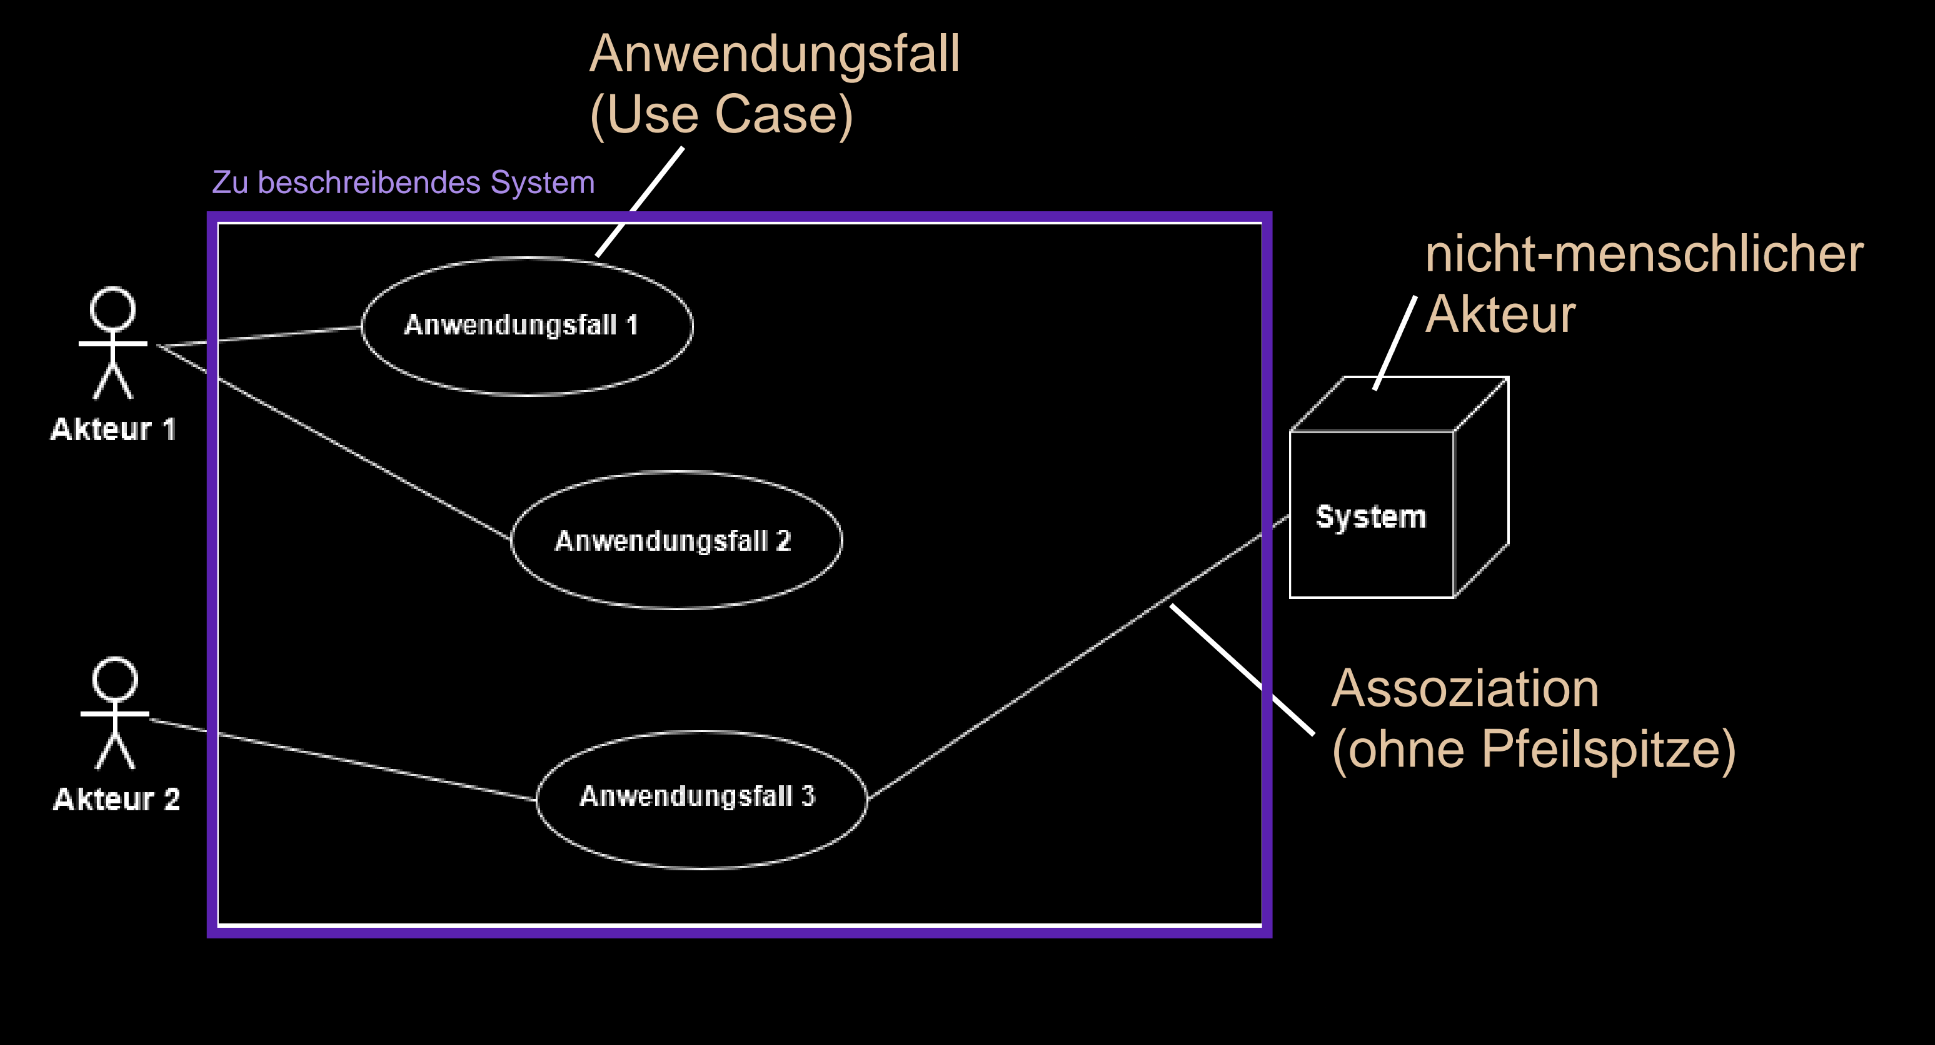 Anwendungsfall
(Use Case)
Zu beschreibendes System
nicht-menschlicher
Akteur
Anwendungsfall 1
Akteur 1
System
Anwendungsfall 2
Assoziation
(ohne Pfeilspitze)
Akteur 2
Anwendungsfall 3